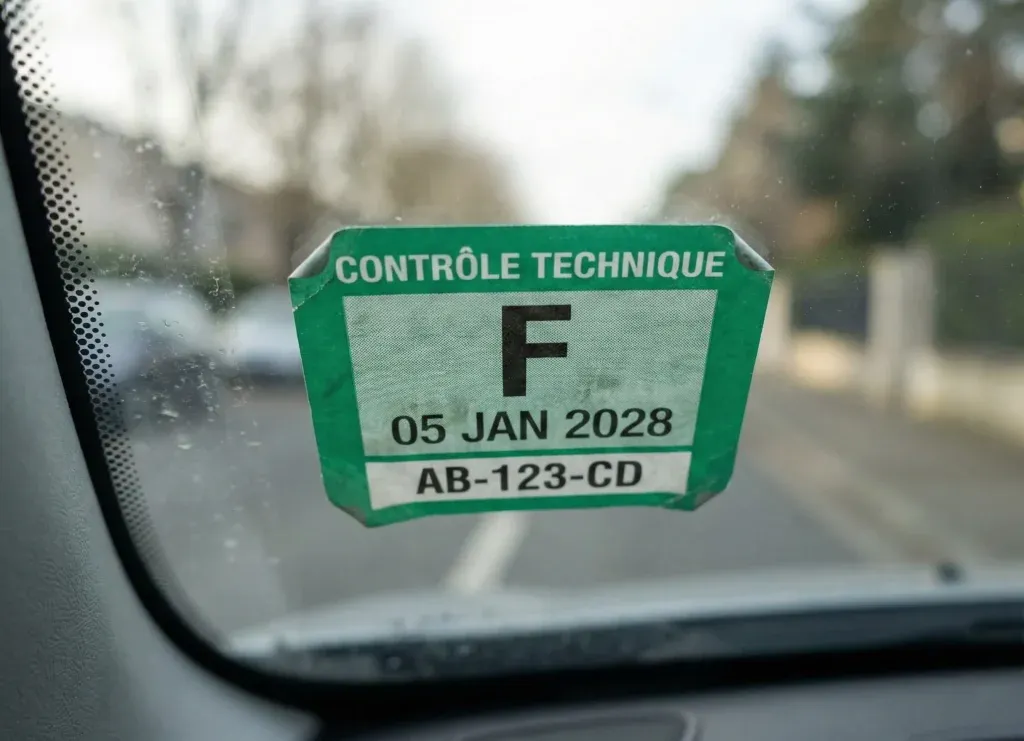 CONTRÔLE TECHNIQUE
F
05 JAN 2028
AB-123-CD